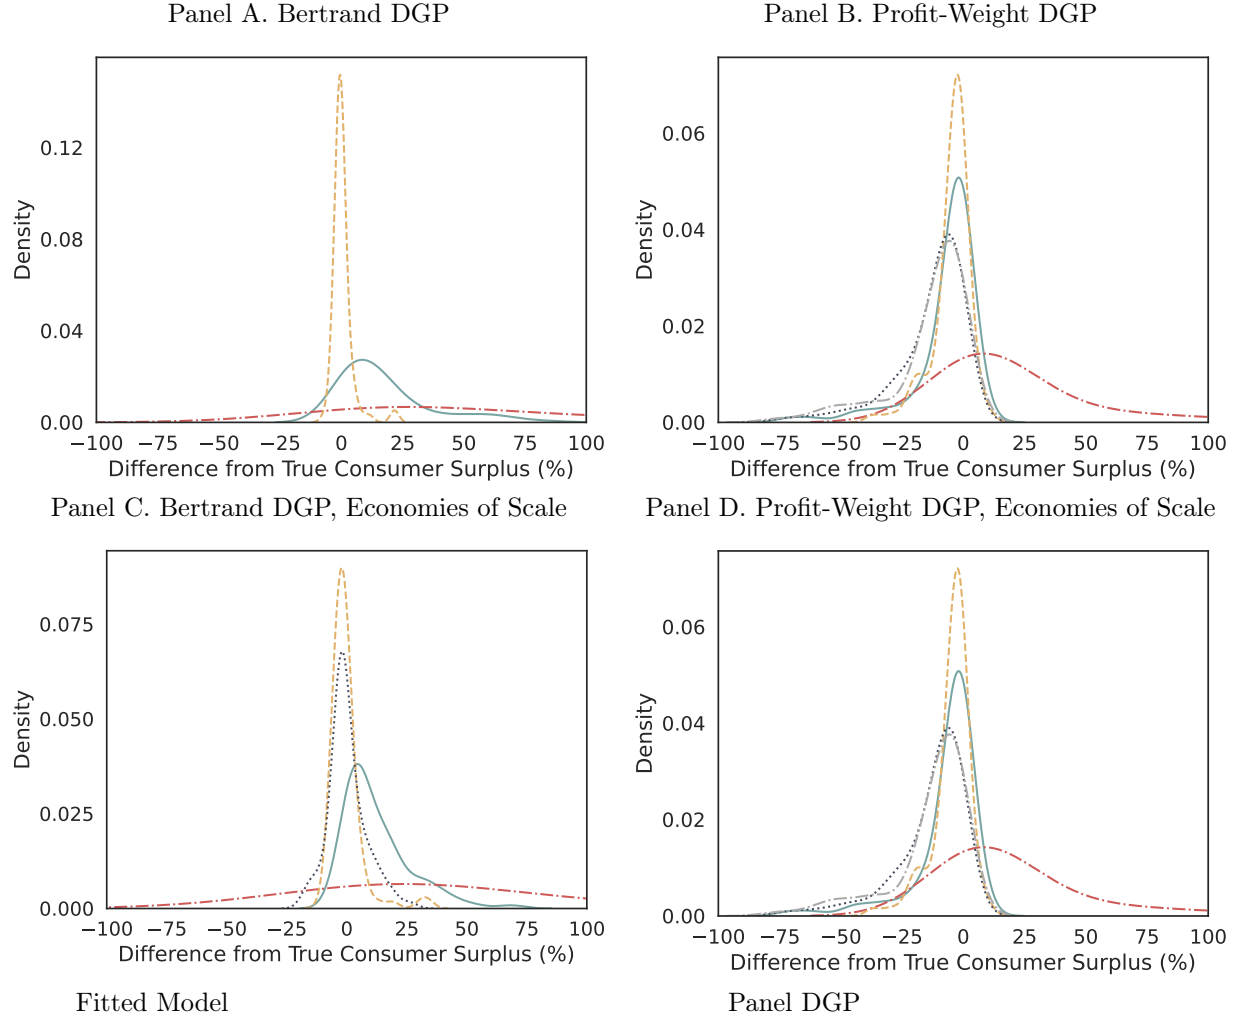 Panel A. Bertrand DGP
Density
0.12
0.08
0.04
0.00
−100 −75 −50 −25 0 25 50 75 100
Difference from True Consumer Surplus (%)
Panel B. Profit-Weight DGP
Density
0.06
0.04
0.02
0.00
−100 −75 −50 −25 0 25 50 75 100
Difference from True Consumer Surplus (%)
Panel C. Bertrand DGP, Economies of Scale
Density
0.075
0.050
0.025
0.000
−100 −75 −50 −25 0 25 50 75 100
Difference from True Consumer Surplus (%)
Panel D. Profit-Weight DGP, Economies of Scale
Density
0.06
0.04
0.02
0.00
−100 −75 −50 −25 0 25 50 75 100
Difference from True Consumer Surplus (%)
Fitted Model
Panel DGP